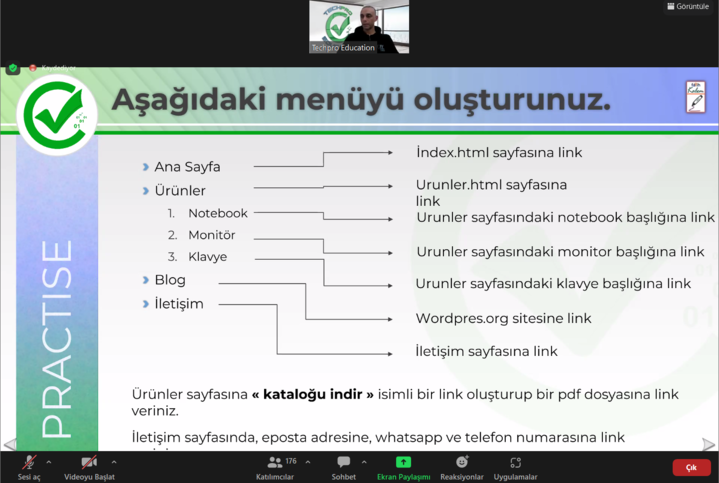 Görüntüle
TECHPRO
Techpro Education
Kaydediyor
Aşağıdaki menüyü oluşturunuz.
01
Ana Sayfa
İndex.html sayfasına link
Ürünler
Urunler.html sayfasına
link
1. Notebook
Urunler sayfasındaki notebook başlığına link
2. Monitör
Urunler sayfasındaki monitor başlığına link
3. Klavye
Urunler sayfasındaki klavye başlığına link
Blog
Wordpres.org sitesine link
İletişim
İletişim sayfasına link
PRACTISE
Ürünler sayfasına « kataloğu indir » isimli bir link oluşturup bir pdf dosyasına link
veriniz.
İletişim sayfasında, eposta adresine, whatsapp ve telefon numarasına link
Sesi aç
Videoyu Başlat
176
Katılımcılar
Sohbet
Ekran Paylaşımı
Reaksiyonlar
Uygulamalar
Çık